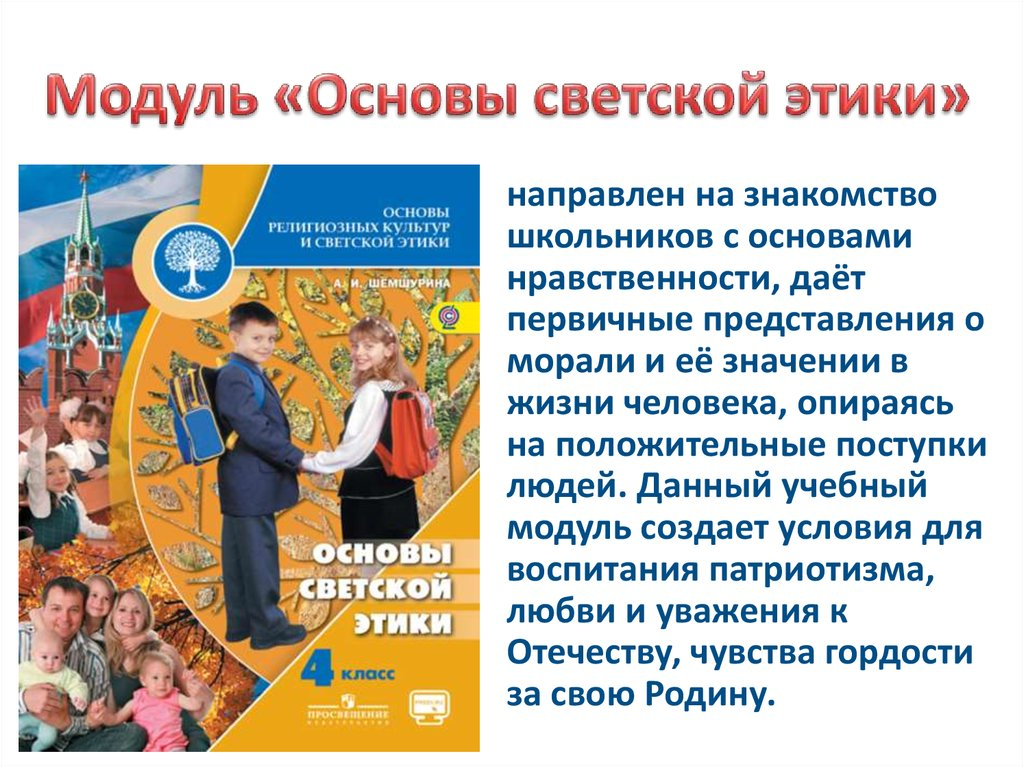 Модуль «Основы светской этики»
ОСНОВЫ
РЕЛИГИОЗНЫХ КУЛЬТУР
И СВЕТСКОЙ ЭТИКИ
А. И. ШЕМШУРИНА
ОСНОВЫ
СВЕТСКОЙ
ЭТИКИ
4 КЛАСС
ПРОСВЕЩЕНИЕ
ИЗДАТЕЛЬСТВО
направлен на знакомство
школьников с основами
нравственности, даёт
первичные представления о
морали и её значении в
жизни человека, опираясь
на положительные поступки
людей. Данный учебный
модуль создает условия для
воспитания патриотизма,
любви и уважения к
Отечеству, чувства гордости
за свою Родину.